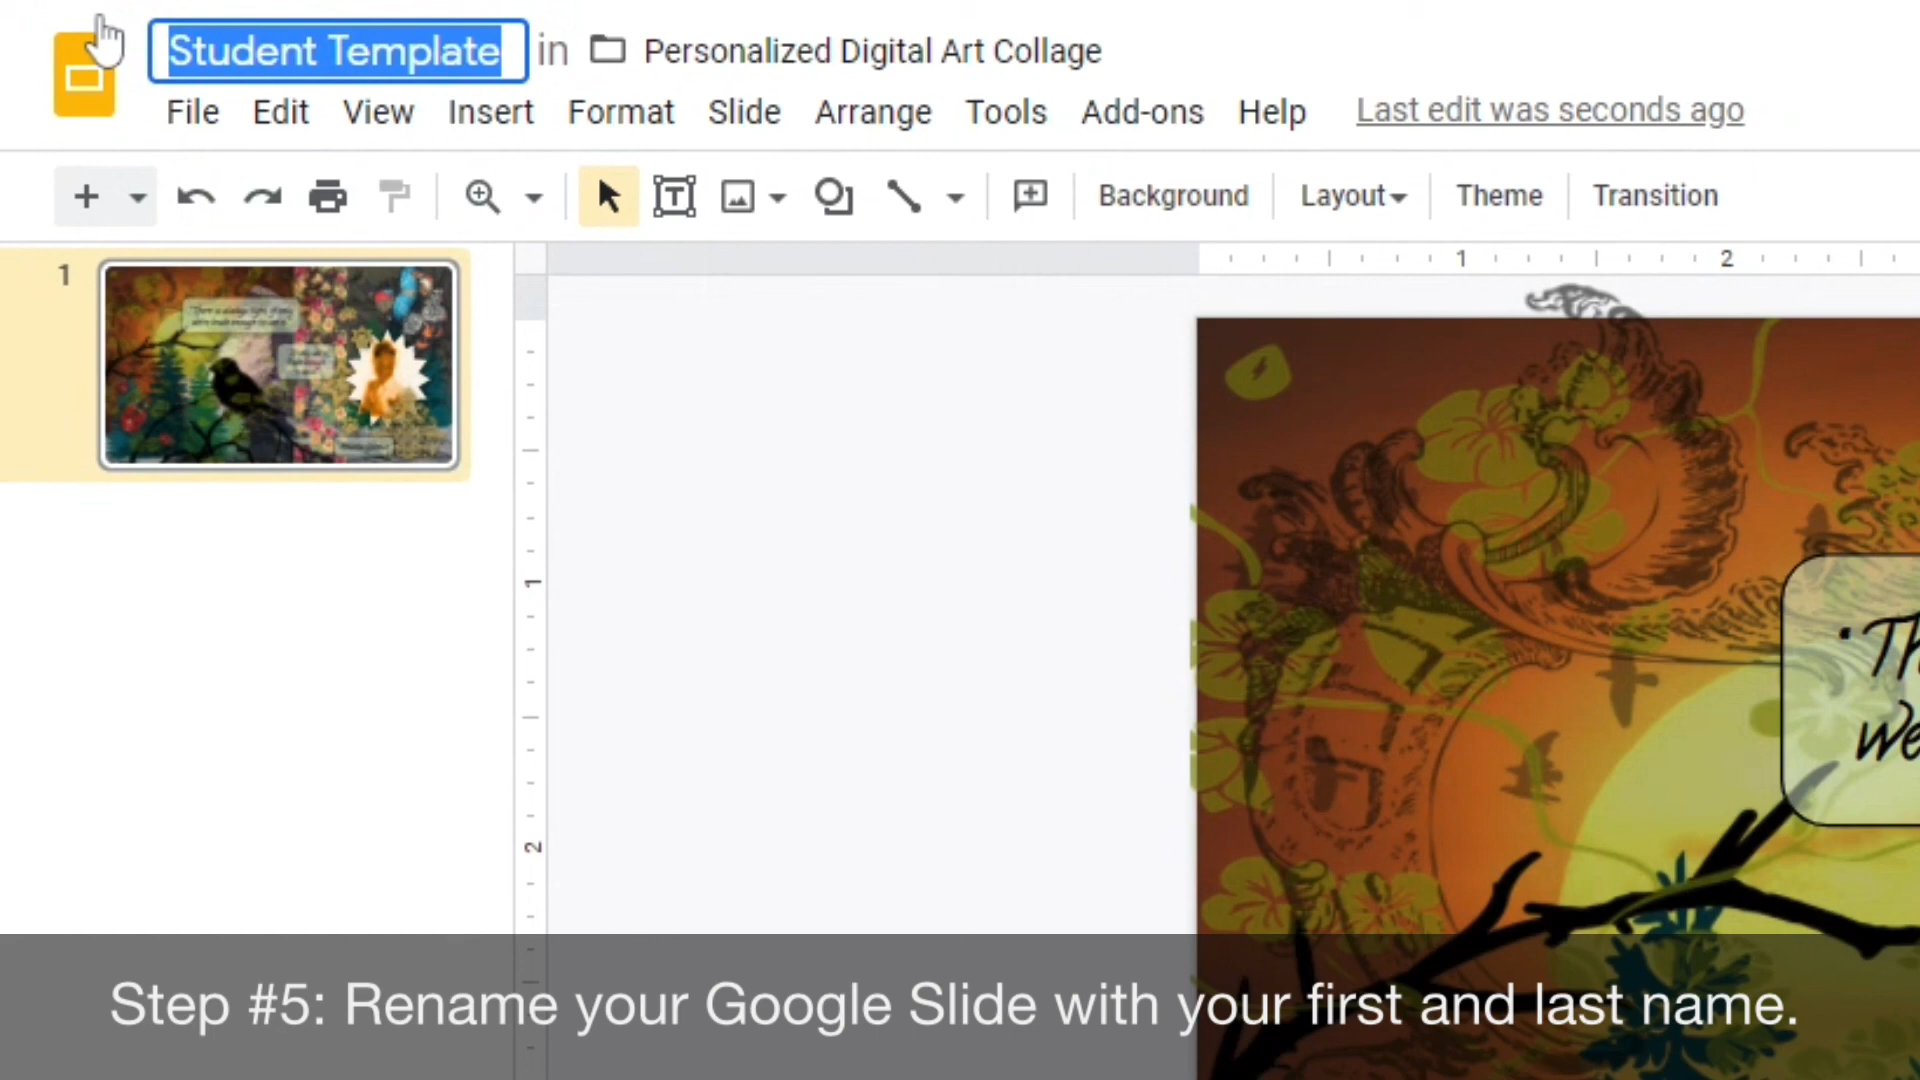 Student Template in Personalized Digital Art Collage
File Edit View Insert Format Slide Arrange Tools Add-ons Help Last edit was seconds ago
Background Layout Theme Transition
1 2
1
1
2
"Th
We
Step #5: Rename your Google Slide with your first and last name.